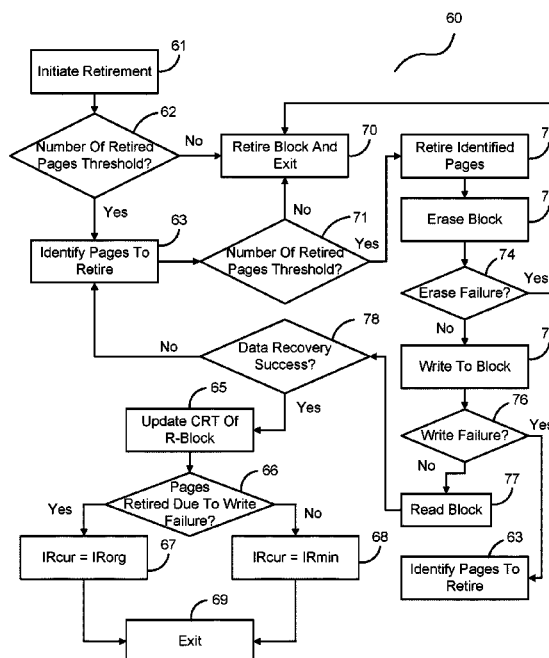 60
61
Initiate Retirement
62
Number Of Retired
Pages Threshold?
No
Yes
Retire Block And
Exit
70
No
63
Identify Pages To
Retire
71
Number Of Retired
Pages Threshold?
Yes
7
Retire Identified
Pages
7
Erase Block
74
Erase Failure?
Yes
No
7
Write To Block
76
Write Failure?
Yes
No
77
Read Block
63
Identify Pages To
Retire
78
Data Recovery
Success?
No
Yes
65
Update CRT Of
R-Block
66
Pages
Retired Due To Write
Failure?
Yes
No
IRcur = IRorg
67
IRcur = IRmin
68
69
Exit